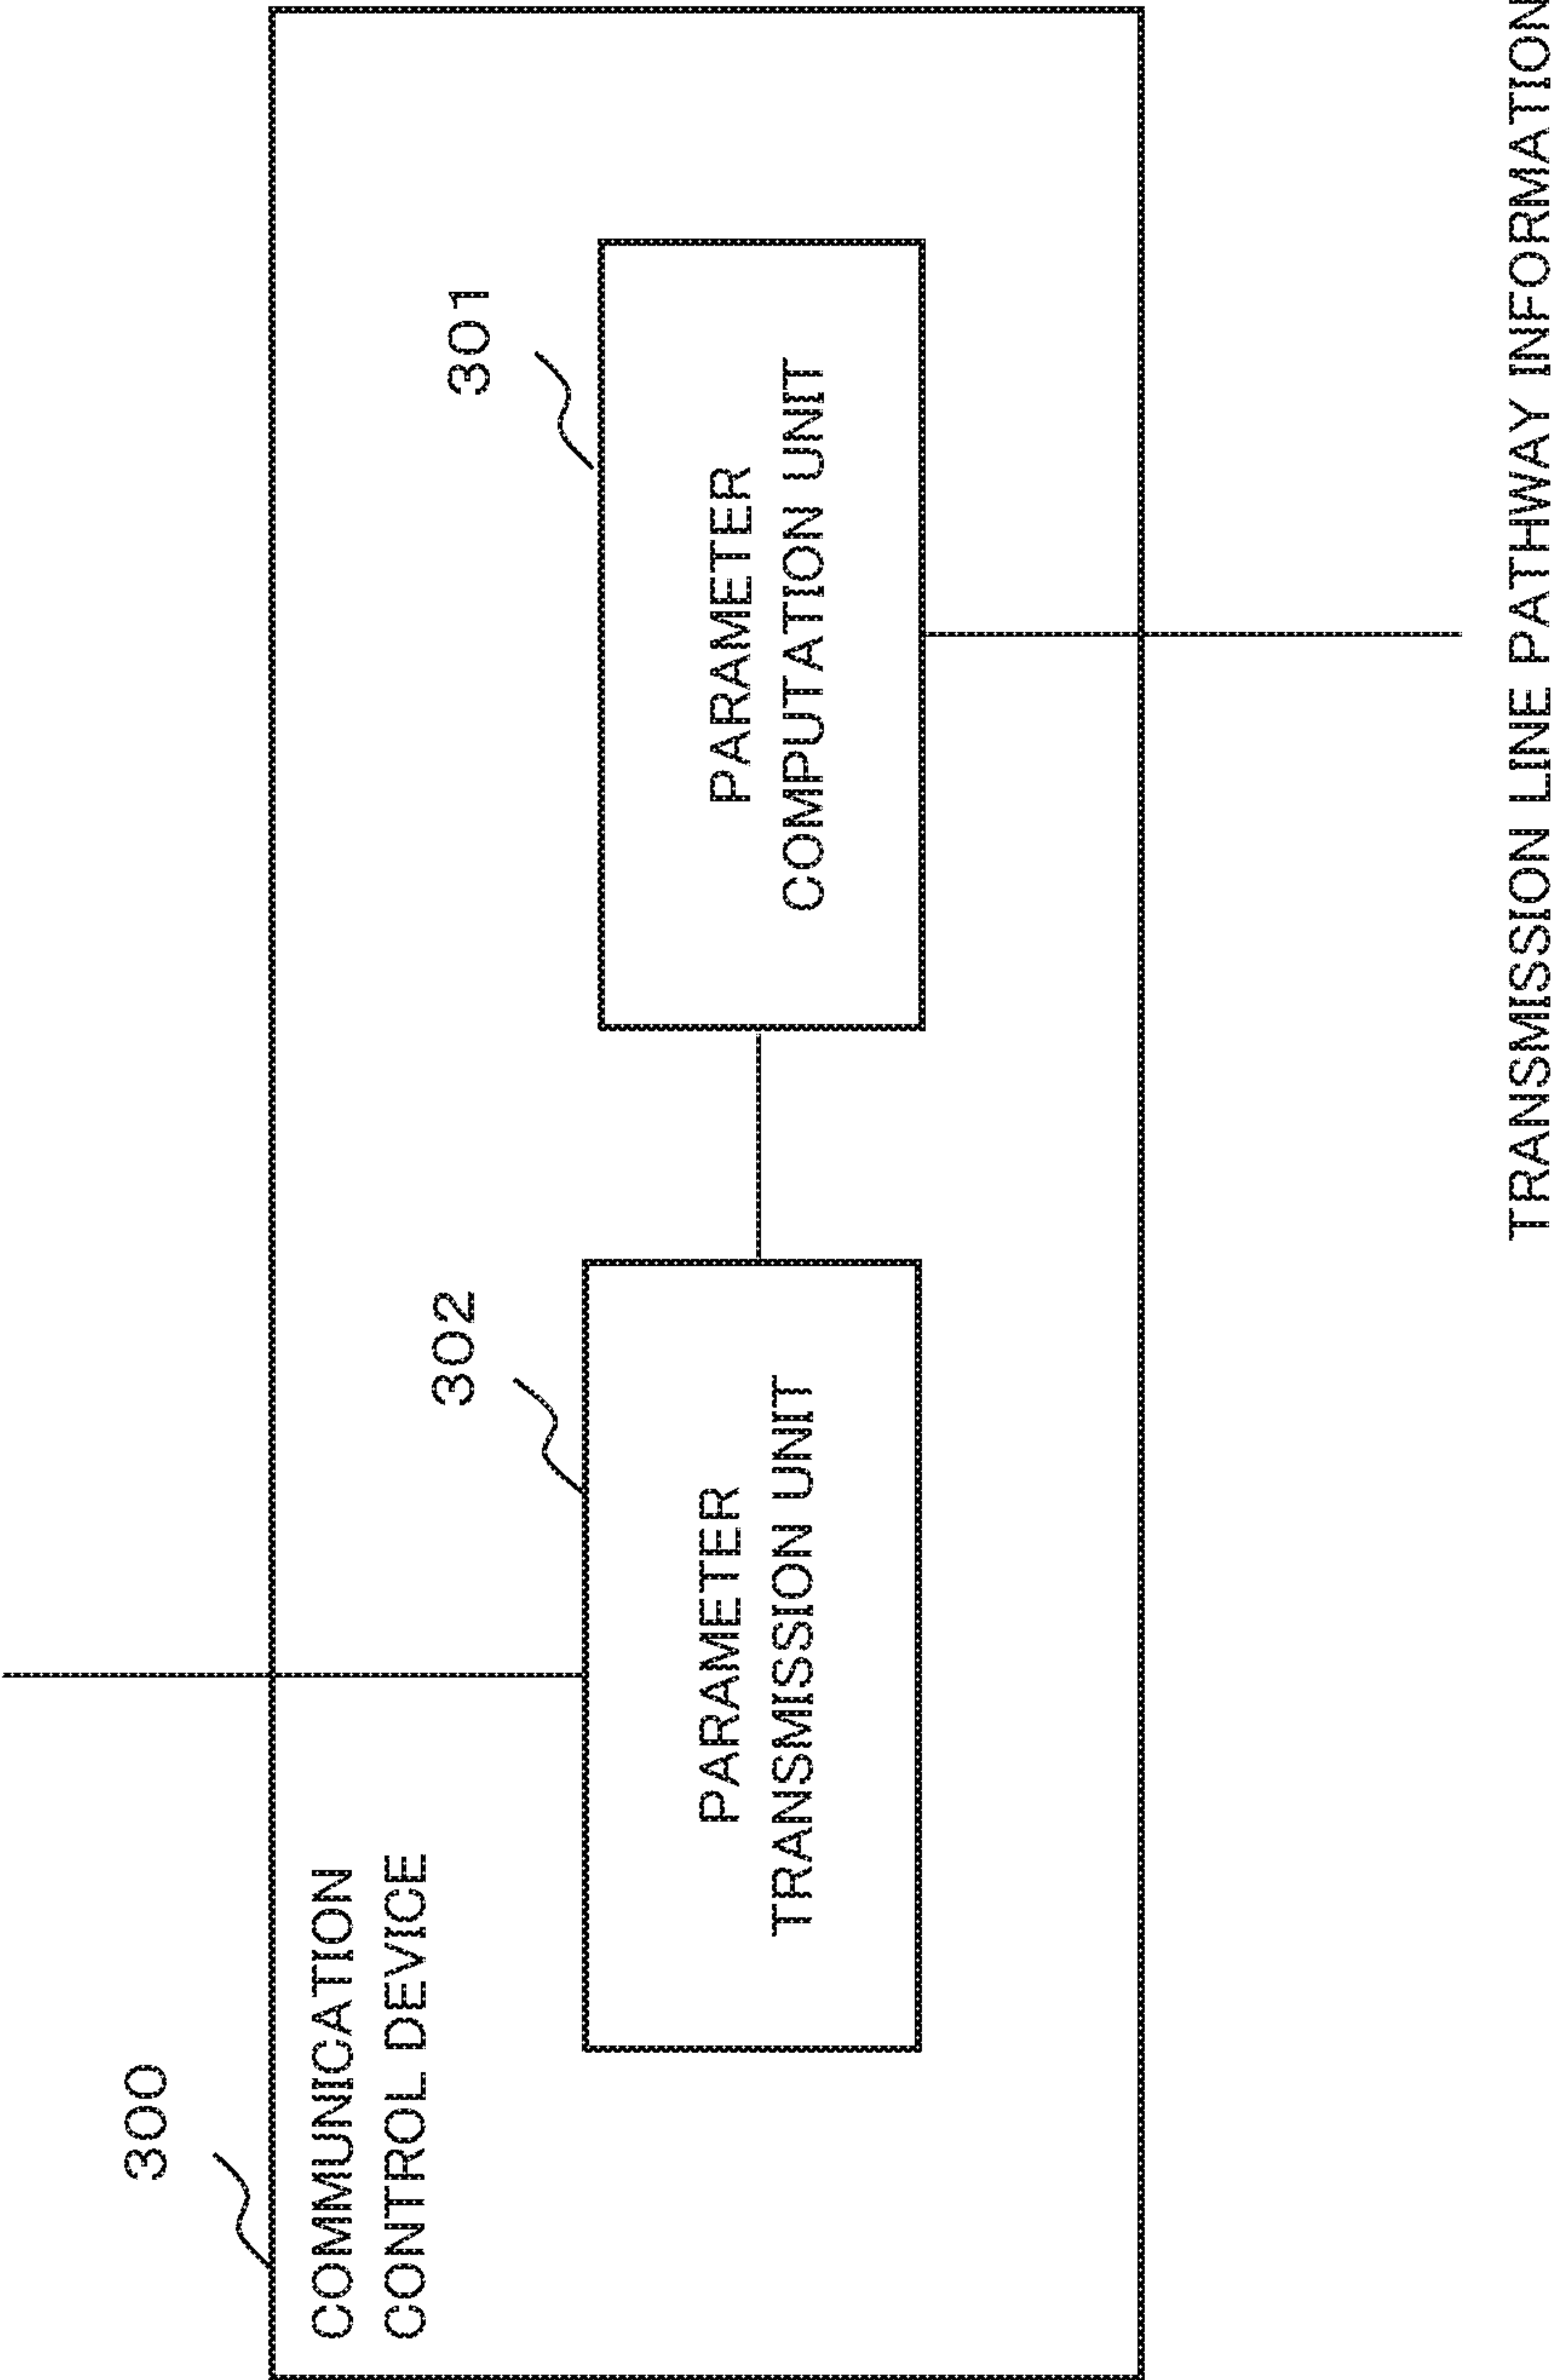 300
COMMUNICATION
CONTROL DEVICE
302
301
PARAMETER
TRANSMISSION UNIT
PARAMETER
COMPUTATION UNIT
TRANSMISSION LINE PATHWAY INFORMATION